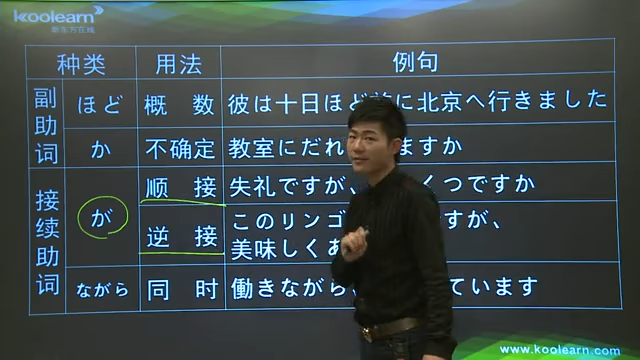 koolearn
新东方在线
种类 用法 例句
副助词 ほど 概 数 彼は十日ほど に北京へ行きました
か 不确定 教室にだれ ますか
接续助词 が 顺 接 失礼ですが、 くつですか
逆 接 このリンゴ すが、
美味しくあ
ながら 同 时 働きながら ています
www.koolearn.com